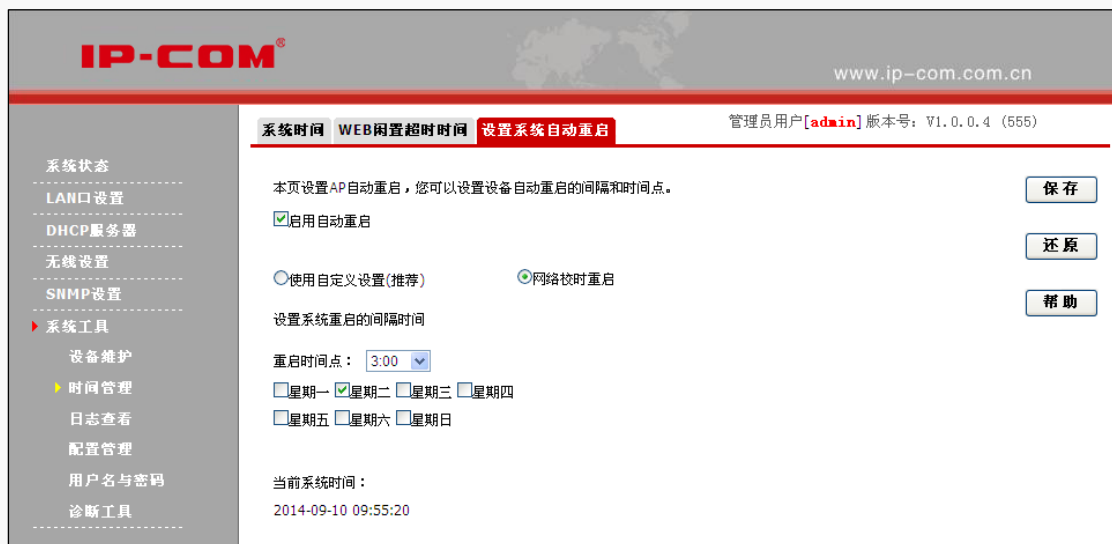 IP-COM®
www.ip-com.com.cn
系统时间 WEB闲置超时时间 设置系统自动重启 管理员用户[admin]版本号：V1.0.0.4 (555)
系统状态
LAN口设置
DHCP服务器
无线设置
SNMP设置
系统工具
设备维护
时间管理
日志查看
配置管理
用户名与密码
诊断工具
本页设置AP自动重启，您可以设置设备自动重启的间隔和时间点。
启用自动重启
使用自定义设置(推荐) 网络校时重启
设置系统重启的间隔时间
重启时间点： 3:00
星期一 星期二 星期三 星期四
星期五 星期六 星期日
当前系统时间：
2014-09-10 09:55:20
保存
还原
帮助